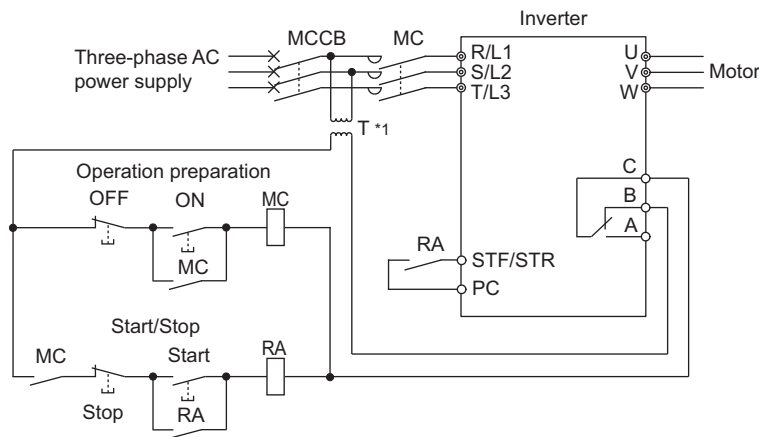 Inverter
MCCB
MC
Three-phase AC
power supply
R/L1
S/L2
T/L3
U
V
W
Motor
T *1
Operation preparation
OFF
ON
MC
MC
C
B
A
RA
STF/STR
PC
Start/Stop
MC
Start
RA
Stop
RA